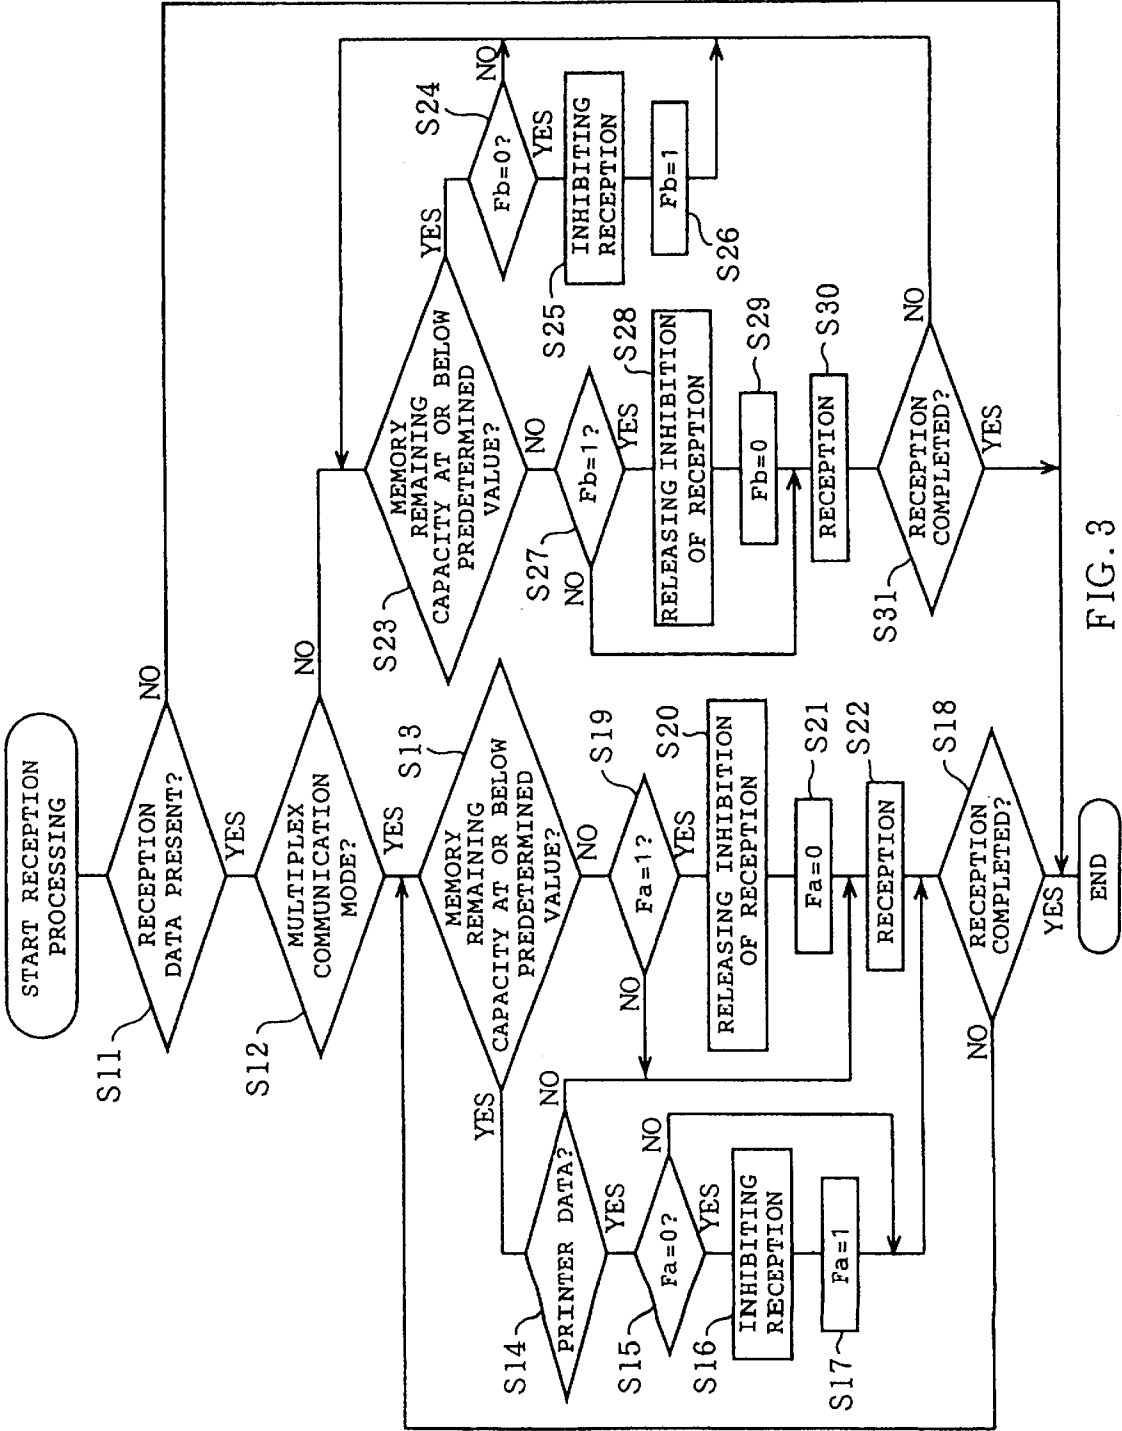 START RECEPTION
PROCESSING
S11
RECEPTION
DATA PRESENT?
NO
YES
S12
MULTIPLEX
COMMUNICATION
MODE?
NO
YES
S13
MEMORY
REMAINING
CAPACITY AT OR BELOW
PREDETERMINED
VALUE?
YES
NO
S14
PRINTER DATA?
NO
YES
S15
Fa=0?
NO
YES
S16
INHIBITING
RECEPTION
S17
Fa=1
S19
Fa=1?
NO
YES
S20
RELEASING INHIBITION
OF RECEPTION
S21
Fa=0
S22
RECEPTION
S18
RECEPTION
COMPLETED?
NO
YES
END
S23
MEMORY
REMAINING
CAPACITY AT OR BELOW
PREDETERMINED
VALUE?
YES
NO
S24
Fb=0?
NO
YES
S25
INHIBITING
RECEPTION
S26
Fb=1
S27
Fb=1?
NO
YES
S28
RELEASING INHIBITION
OF RECEPTION
S29
Fb=0
S30
RECEPTION
S31
RECEPTION
COMPLETED?
NO
YES
FIG.3